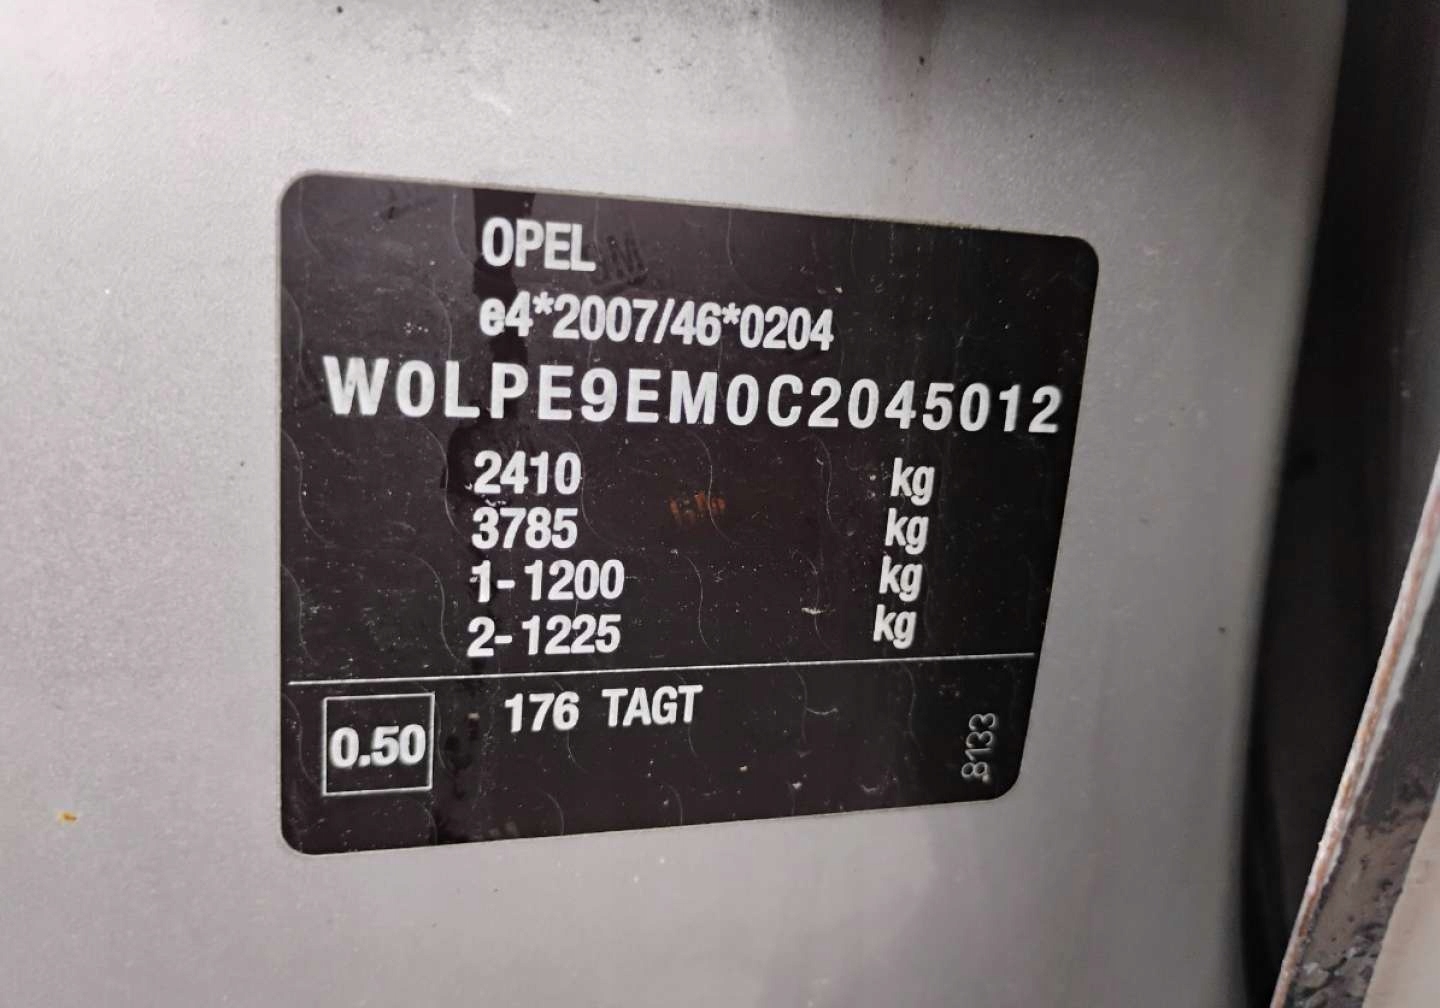 OPEL
e4*2007/46*0204
W0LPE9EM0C2045012
2410 kg
3785 kg
1-1200 kg
2-1225 kg
0.50 176 TAGT
8133